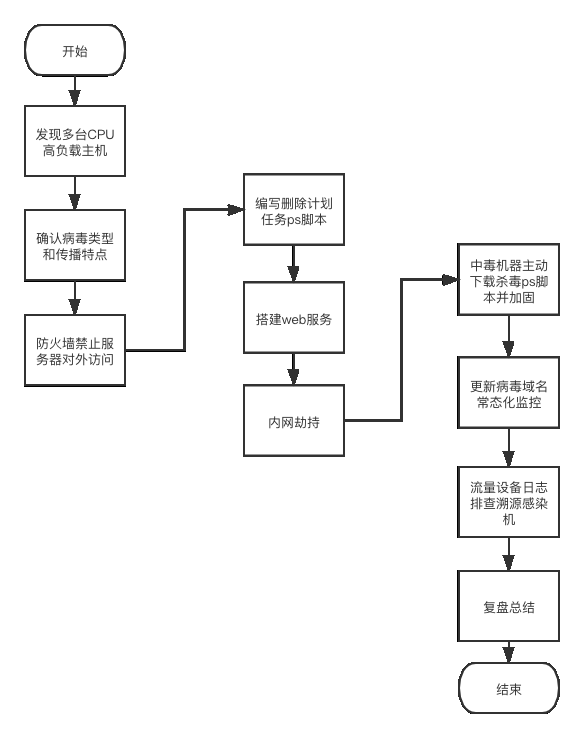 开始
发现多台CPU
高负载主机
确认病毒类型
和传播特点
防火墙禁止服
务器对外访问
编写删除计划
任务ps脚本
搭建web服务
内网劫持
中毒机器主动
下载杀毒ps脚
本并加固
更新病毒域名
常态化监控
流量设备日志
排查溯源感染
机
复盘总结
结束